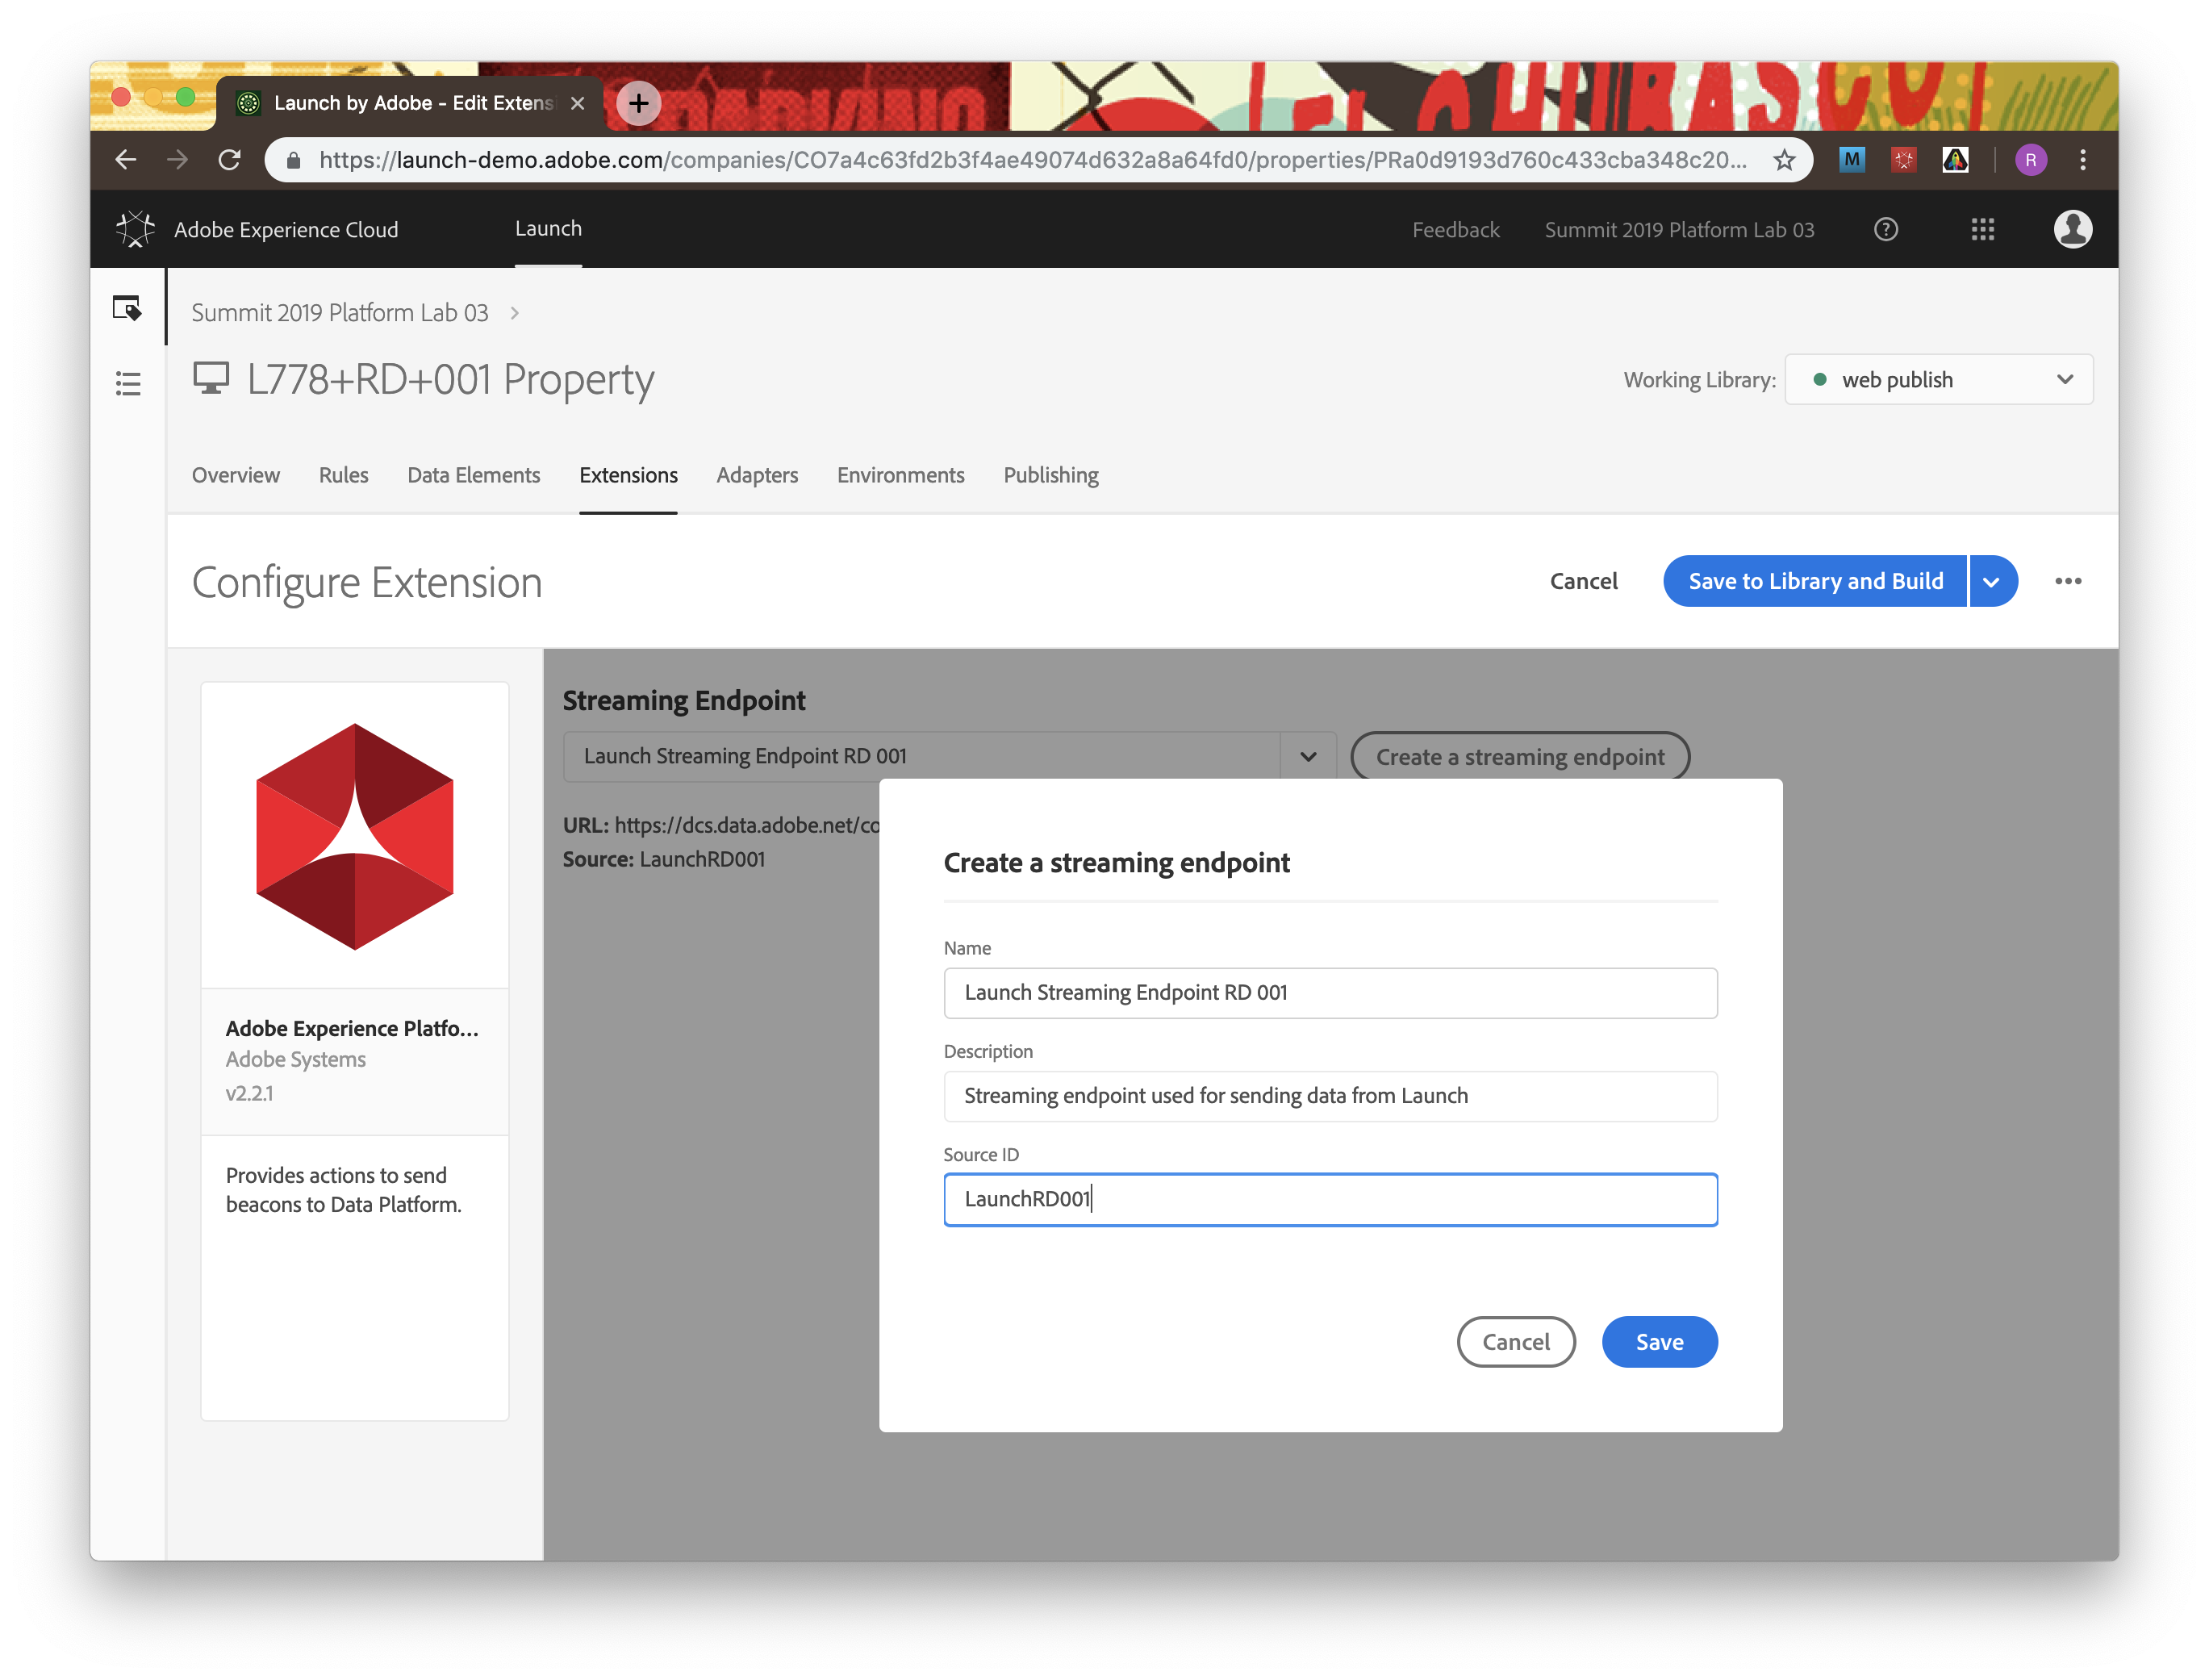 Launch by Adobe - Edit Extens
https://launch-demo.adobe.com/companies/CO7a4c63fd2b3f4ae49074d632a8a64fd0/properties/PRa0d9193d760c433cba348c20...
M
R
Adobe Experience Cloud
Launch
Feedback
Summit 2019 Platform Lab 03
Summit 2019 Platform Lab 03
L778+RD+001 Property
Working Library:
web publish
Overview Rules Data Elements Extensions Adapters Environments Publishing
Configure Extension
Cancel
Save to Library and Build
Adobe Experience Platfo...
Adobe Systems
v2.2.1
Provides actions to send
beacons to Data Platform.
Streaming Endpoint
Launch Streaming Endpoint RD 001
Create a streaming endpoint
URL: https://dcs.data.adobe.net/co
Source: LaunchRD001
Create a streaming endpoint
Name
Launch Streaming Endpoint RD 001
Description
Streaming endpoint used for sending data from Launch
Source ID
LaunchRD001
Cancel
Save